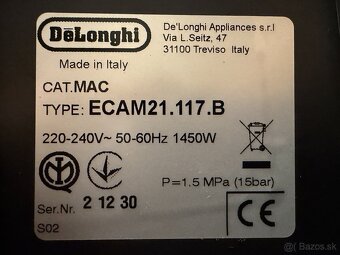 DeLonghi
De'Longhi Appliances s.r.l
Via L.Seitz, 47
31100 Treviso Italy
Made in Italy
CAT.MAC
TYPE: ECAM21.117.B
220-240V~ 50-60Hz 1450W
P=1.5 MPa (15bar)
Ser.Nr. 2 12 30
S02
CE
bazos.sk